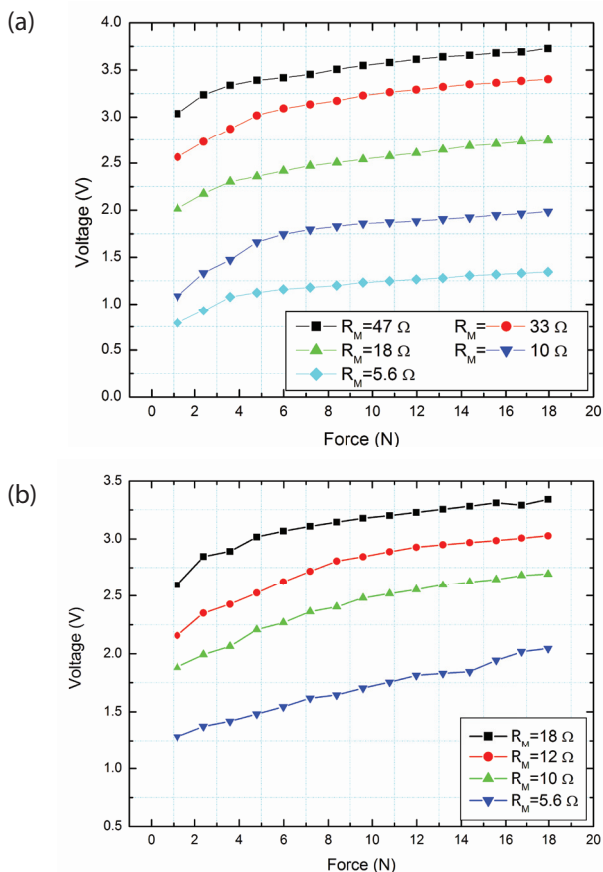 (a)
4.0
3.5
3.0
2.5
2.0
1.5
1.0
0.5
0.0
Voltage (V)
R_M=47 Ω R_M= 33 Ω
R_M=18 Ω R_M= 10 Ω
R_M=5.6 Ω
0 2 4 6 8 10 12 14 16 18 20
Force (N)
(b)
3.5
3.0
2.5
2.0
1.5
1.0
0.5
Voltage (V)
R_M=18 Ω
R_M=12 Ω
R_M=10 Ω
R_M=5.6 Ω
0 2 4 6 8 10 12 14 16 18 20
Force (N)